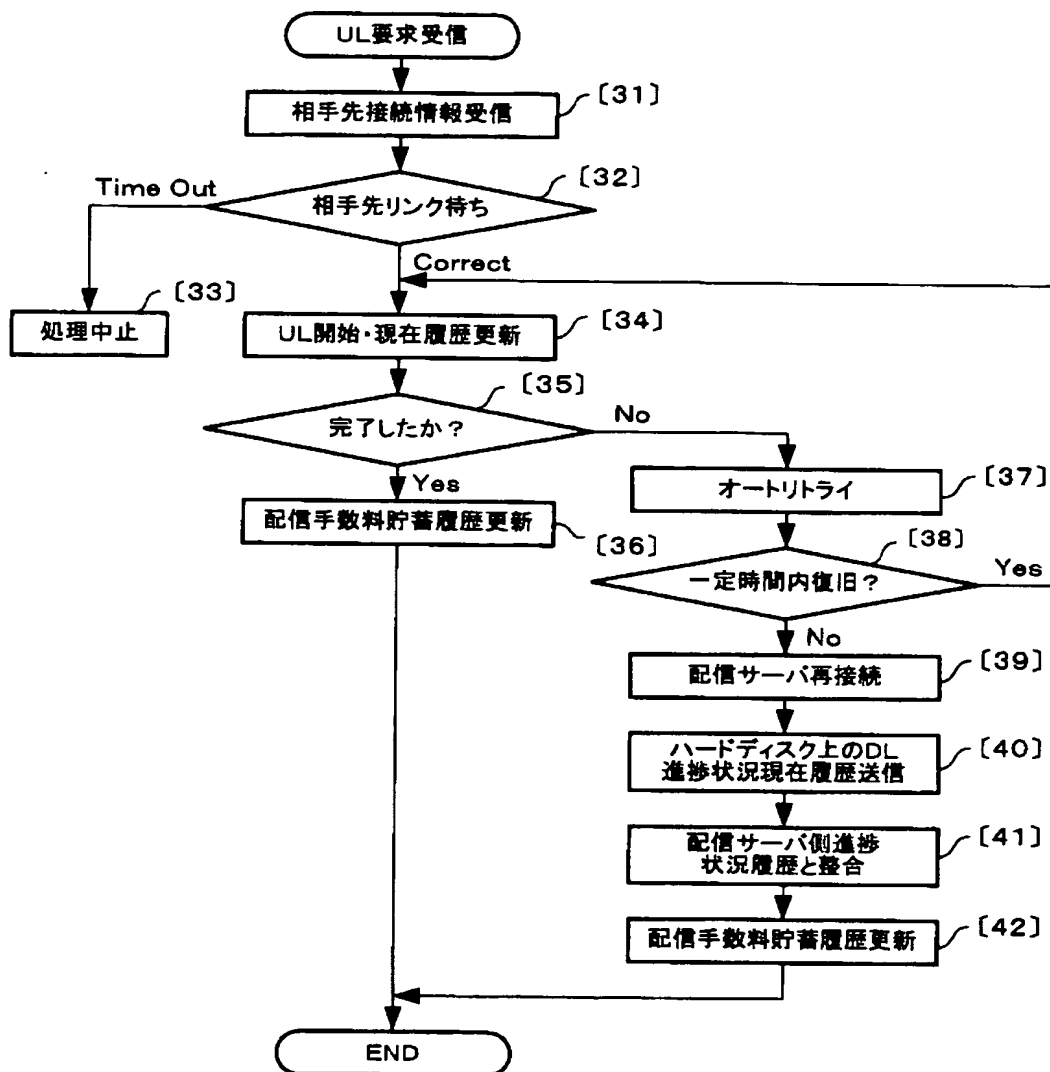 UL要求受信
相手先接続情報受信
〔31〕
相手先リンク待ち
〔32〕
Time Out
Correct
処理中止
〔33〕
UL開始・現在履歴更新
〔34〕
完了したか？
〔35〕
No
Yes
配信手数料貯蓄履歴更新
〔36〕
オートリトライ
〔37〕
一定時間内復旧？
〔38〕
Yes
No
配信サーバ再接続
〔39〕
ハードディスク上のDL
進捗状況現在履歴送信
〔40〕
配信サーバ側進捗
状況履歴と整合
〔41〕
配信手数料貯蓄履歴更新
〔42〕
END